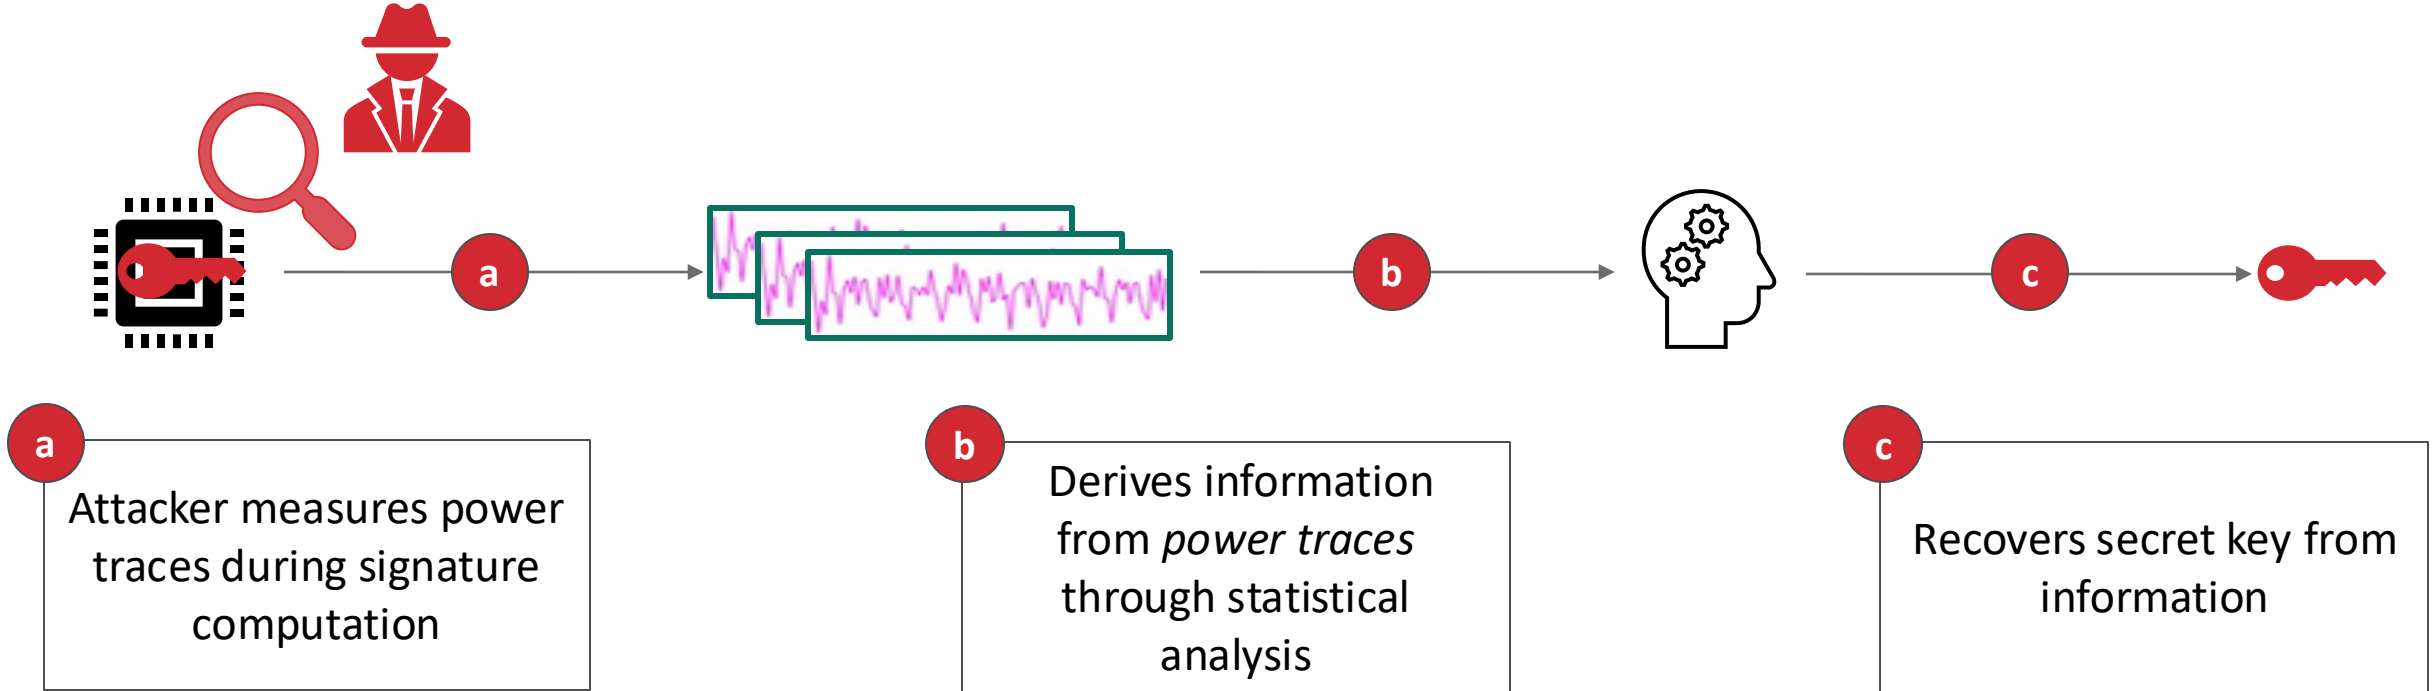 a
b
c
a
Attacker measures power
traces during signature
computation
b
Derives information
from power traces
through statistical
analysis
c
Recovers secret key from
information